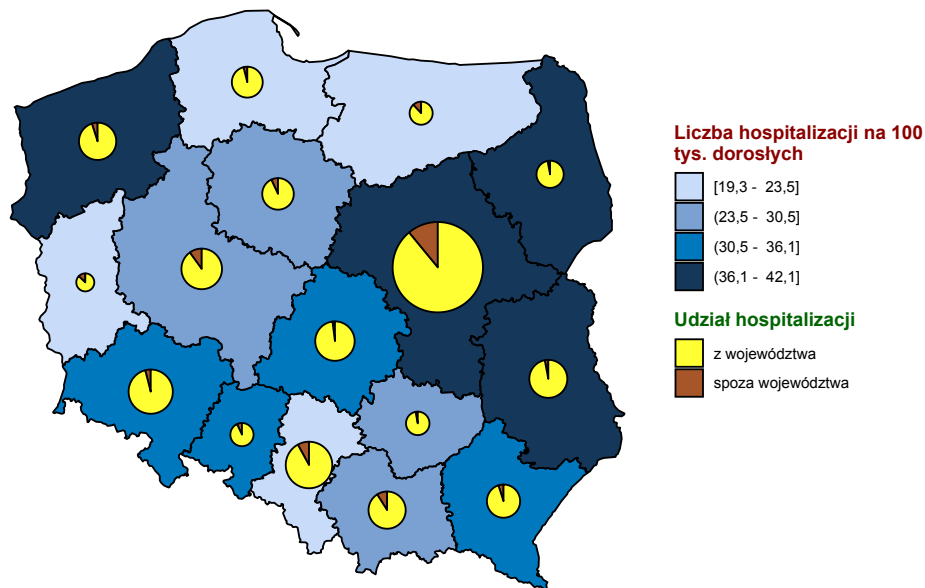 Liczba hospitalizacji na 100
tys. dorosłych
[19,3 - 23,5]
(23,5 - 30,5]
(30,5 - 36,1]
(36,1 - 42,1]
Udział hospitalizacji
z województwa
spoza województwa